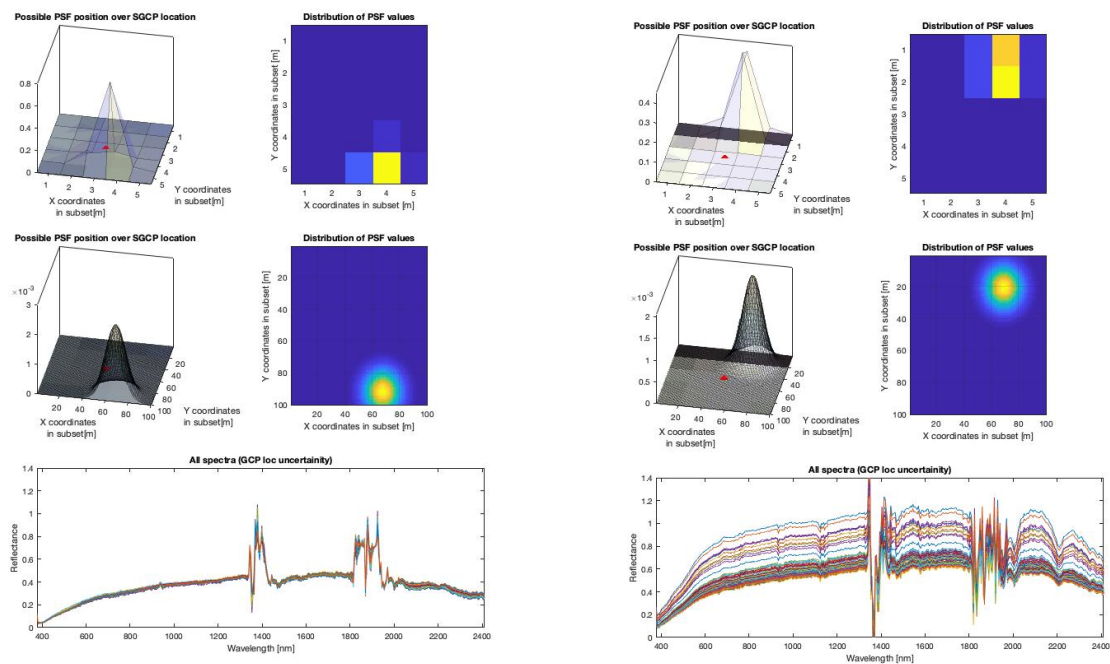 Possible PSF position over SGCP location
0.8
0.6
0.4
0.2
0
1 2 3 4 5
1
2
3
4
5
X coordinates
in subset[m]
Y coordinates
in subset[m]
Distribution of PSF values
Y coordinates in subset [m]
1
2
3
4
5
1 2 3 4 5
X coordinates in subset [m]
Possible PSF position over SGCP location
0.4
0.3
0.2
0.1
0
1 2 3 4 5
1
2
3
4
5
X coordinates
in subset[m]
Y coordinates
in subset[m]
Distribution of PSF values
Y coordinates in subset [m]
1
2
3
4
5
1 2 3 4 5
X coordinates in subset [m]
Possible PSF position over SGCP location
×10-3
3
2
1
0
20 40 60 80 100
20
40
60
80
100
X coordinates
in subset[m]
Y coordinates
in subset[m]
Distribution of PSF values
Y coordinates in subset [m]
20
40
60
80
100
20 40 60 80 100
X coordinates in subset [m]
Possible PSF position over SGCP location
×10-3
2
1.5
1
0.5
0
20 40 60 80 100
20
40
60
80
100
X coordinates
in subset[m]
Y coordinates
in subset[m]
Distribution of PSF values
Y coordinates in subset [m]
20
40
60
80
100
20 40 60 80 100
X coordinates in subset [m]
All spectra (GCP loc uncertainity)
Reflectance
1.4
1.2
1
0.8
0.6
0.4
0.2
0
400 600 800 1000 1200 1400 1600 1800 2000 2200 2400
Wavelength [nm]
All spectra (GCP loc uncertainity)
Reflectance
1.4
1.2
1
0.8
0.6
0.4
0.2
0
400 600 800 1000 1200 1400 1600 1800 2000 2200 2400
Wavelength [nm]